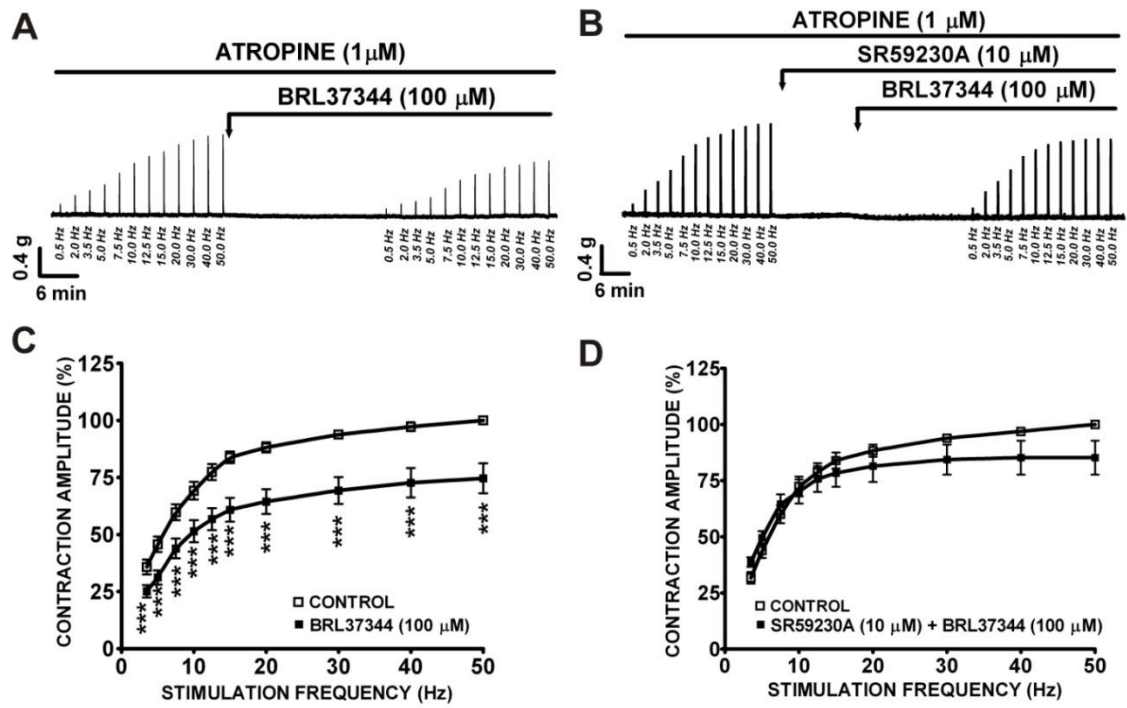 A
ATROPINE (1µM)
BRL37344 (100 µM)
0.5 Hz
2.0 Hz
3.5 Hz
5.0 Hz
7.5 Hz
10.0 Hz
12.5 Hz
15.0 Hz
20.0 Hz
30.0 Hz
40.0 Hz
50.0 Hz
0.5 Hz
2.0 Hz
3.5 Hz
5.0 Hz
7.5 Hz
10.0 Hz
12.5 Hz
15.0 Hz
20.0 Hz
30.0 Hz
40.0 Hz
50.0 Hz
0.4 g
6 min
B
ATROPINE (1 µM)
SR59230A (10 µM)
BRL37344 (100 µM)
0.5 Hz
2.0 Hz
3.5 Hz
5.0 Hz
7.5 Hz
10.0 Hz
12.5 Hz
15.0 Hz
20.0 Hz
30.0 Hz
40.0 Hz
50.0 Hz
0.5 Hz
2.0 Hz
3.5 Hz
5.0 Hz
7.5 Hz
10.0 Hz
12.5 Hz
15.0 Hz
20.0 Hz
30.0 Hz
40.0 Hz
50.0 Hz
0.4 g
6 min
C
CONTRACTION AMPLITUDE (%)
125
100
75
50
25
0
***
***
***
***
***
***
***
***
***
***
CONTROL
BRL37344 (100 µM)
0 10 20 30 40 50
STIMULATION FREQUENCY (Hz)
D
CONTRACTION AMPLITUDE (%)
125
100
75
50
25
0
CONTROL
SR59230A (10 µM) + BRL37344 (100 µM)
0 10 20 30 40 50
STIMULATION FREQUENCY (Hz)